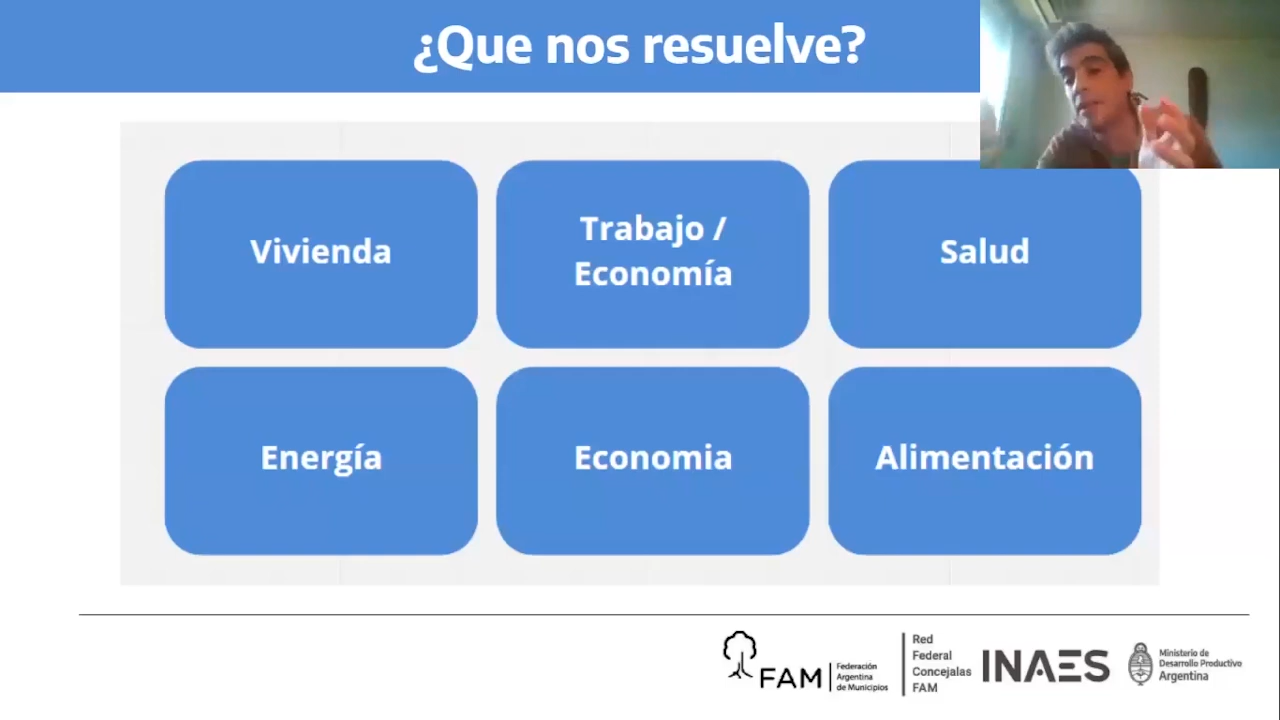 ¿Que nos resuelve?
Vivienda
Trabajo /
Economía
Salud
Energía
Economia
Alimentación
FAM
Federación
Argentina
de Municipios
Red
Federal
Concejalas
FAM
INAES
Ministerio de
Desarrollo Productivo
Argentina